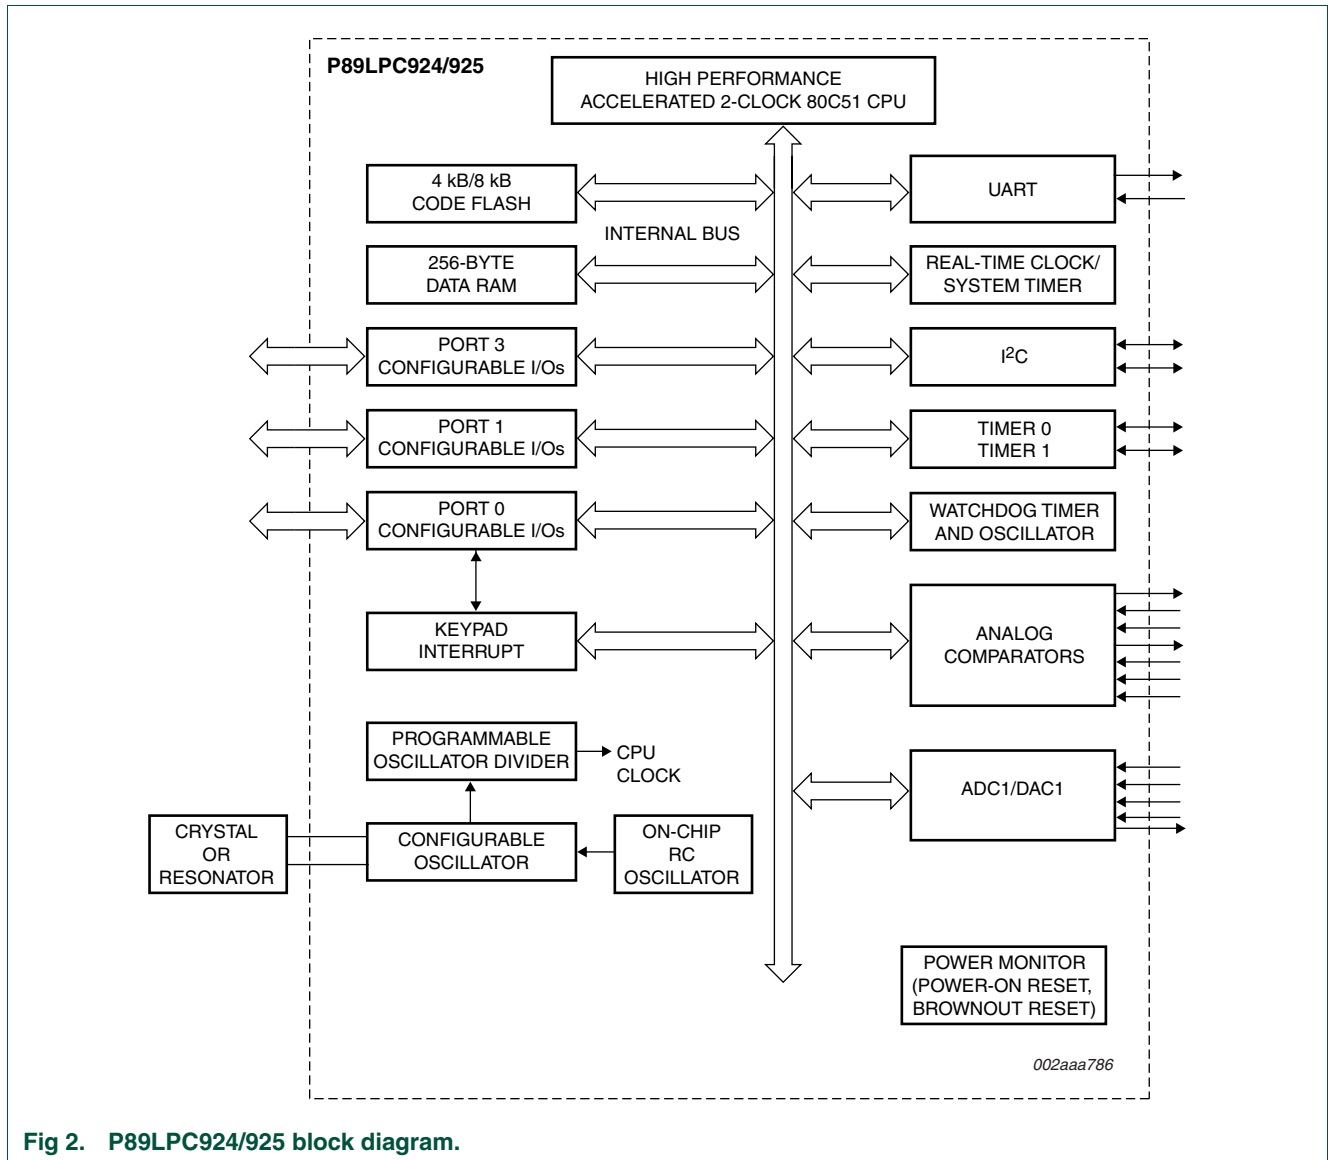 P89LPC924/925
HIGH PERFORMANCE
ACCELERATED 2-CLOCK 80C51 CPU
4 kB/8 kB
CODE FLASH
UART
INTERNAL BUS
256-BYTE
DATA RAM
REAL-TIME CLOCK/
SYSTEM TIMER
PORT 3
CONFIGURABLE I/Os
I²C
PORT 1
CONFIGURABLE I/Os
TIMER 0
TIMER 1
PORT 0
CONFIGURABLE I/Os
WATCHDOG TIMER
AND OSCILLATOR
KEYPAD
INTERRUPT
ANALOG
COMPARATORS
PROGRAMMABLE
OSCILLATOR DIVIDER
CPU
CLOCK
ADC1/DAC1
CRYSTAL
OR
RESONATOR
CONFIGURABLE
OSCILLATOR
ON-CHIP
RC
OSCILLATOR
POWER MONITOR
(POWER-ON RESET,
BROWNOUT RESET)
002aaa786
Fig 2. P89LPC924/925 block diagram.